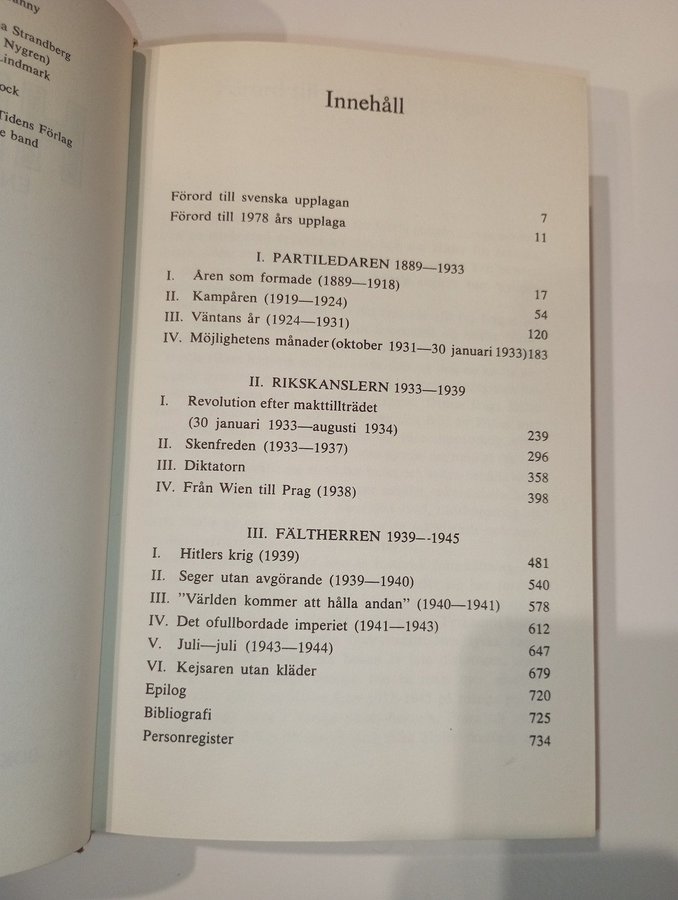 anny
a Strandberg
Nygren)
Lindmark
ock
Tidens Förlag
e band
Innehåll
Förord till svenska upplagan 7
Förord till 1978 års upplaga 11
I. PARTILEDAREN 1889—1933
I. Åren som formade (1889—1918) 17
II. Kampåren (1919—1924) 54
III. Väntans år (1924—1931) 120
IV. Möjlighetens månader (oktober 1931—30 januari 1933) 183
II. RIKSKANSLERN 1933—1939
I. Revolution efter makttillträdet
(30 januari 1933—augusti 1934) 239
II. Skenfreden (1933—1937) 296
III. Diktatorn 358
IV. Från Wien till Prag (1938) 398
III. FÄLTHERREN 1939--1945
I. Hitlers krig (1939) 481
II. Seger utan avgörande (1939—1940) 540
III. "Världen kommer att hålla andan" (1940—1941) 578
IV. Det ofullbordade imperiet (1941—1943) 612
V. Juli—juli (1943—1944) 647
VI. Kejsaren utan kläder 679
Epilog 720
Bibliografi 725
Personregister 734